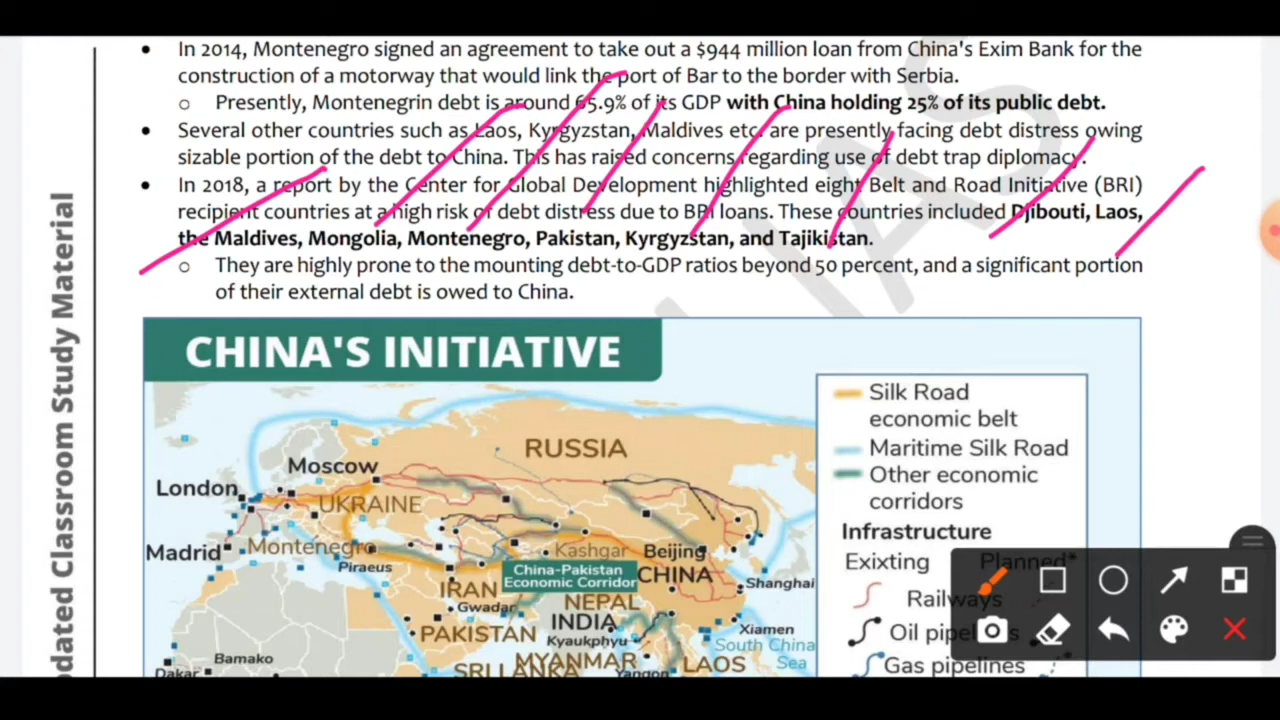 • In 2014, Montenegro signed an agreement to take out a $944 million loan from China's Exim Bank for the
construction of a motorway that would link the port of Bar to the border with Serbia.
o Presently, Montenegrin debt is around 65.9% of its GDP with China holding 25% of its public debt.
• Several other countries such as Laos, Kyrgyzstan, Maldives etc. are presently facing debt distress owing
sizable portion of the debt to China. This has raised concerns regarding use of debt trap diplomacy.
• In 2018, a report by the Center for Global Development highlighted eight Belt and Road Initiative (BRI)
recipient countries at a high risk of debt distress due to BRI loans. These countries included Djibouti, Laos,
the Maldives, Mongolia, Montenegro, Pakistan, Kyrgyzstan, and Tajikistan.
o They are highly prone to the mounting debt-to-GDP ratios beyond 50 percent, and a significant portion
of their external debt is owed to China.
IAS
pdated Classroom Study Material
CHINA'S INITIATIVE
RUSSIA
Moscow
London
UKRAINE
Madrid
Montenegro
Piraeus
Kashgar
Beijing
China-Pakistan
Economic Corridor
CHINA
IRAN
Shanghai
Gwadar
NEPAL
PAKISTAN
INDIA
Kyaukphyu
Xiamen
South China
Sea
Bamako
Dakar
SRI LANKA
MYANMAR
Yangon
LAOS
Silk Road
economic belt
Maritime Silk Road
Other economic
corridors
Infrastructure
Exixting Planned*
Railways
Oil pipelines
Gas pipelines